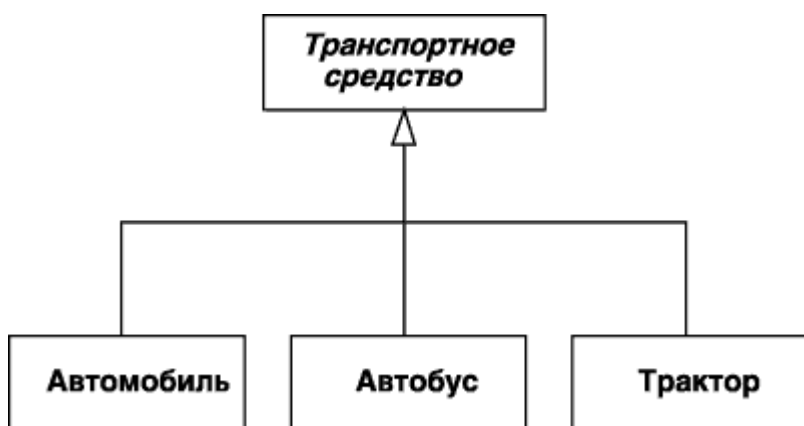 Транспортное
средство
Автомобиль
Автобус
Трактор